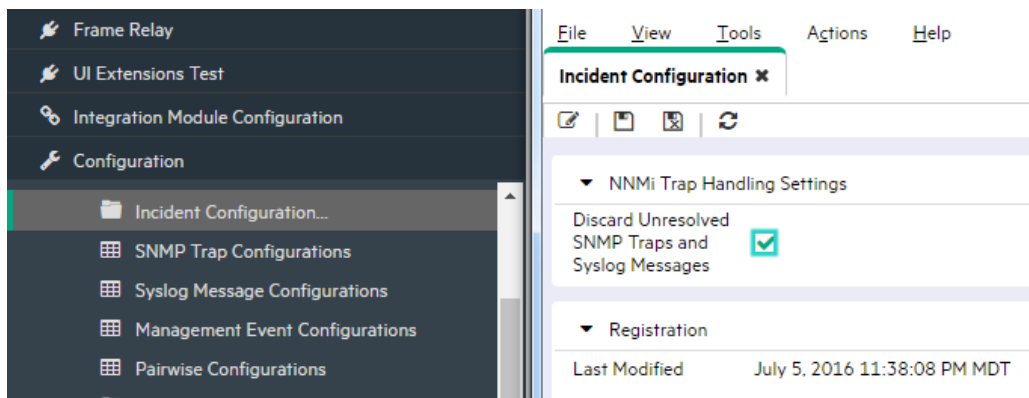 Frame Relay
UI Extensions Test
Integration Module Configuration
Configuration
Incident Configuration...
SNMP Trap Configurations
Syslog Message Configurations
Management Event Configurations
Pairwise Configurations
File View Tools Actions Help
Incident Configuration ✖
NNMi Trap Handling Settings
Discard Unresolved
SNMP Traps and
Syslog Messages
Registration
Last Modified July 5, 2016 11:38:08 PM MDT